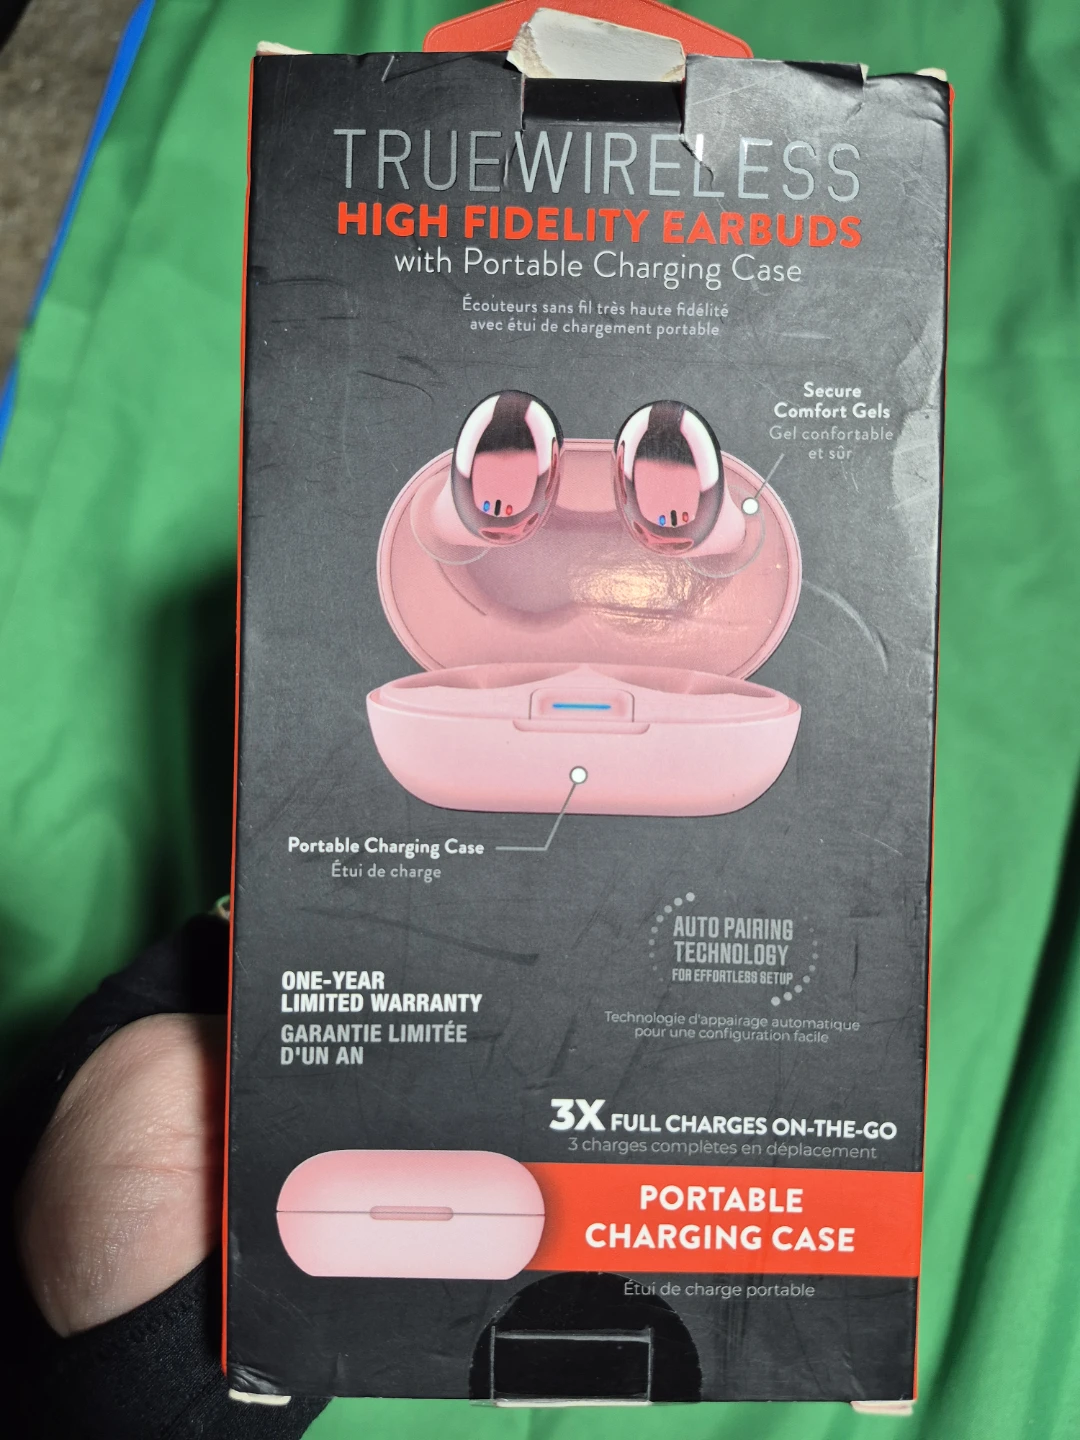 TRUEWIRELESS
HIGH FIDELITY EARBUDS
with Portable Charging Case
Écouteurs sans fil très haute fidélité
avec étui de chargement portable
Secure
Comfort Gels
Gel confortable
et sûr
Portable Charging Case
Étui de charge
AUTO PAIRING
TECHNOLOGY
FOR EFFORTLESS SETUP
Technologie d'appairage automatique
pour une configuration facile
ONE-YEAR
LIMITED WARRANTY
GARANTIE LIMITÉE
D'UN AN
3X FULL CHARGES ON-THE-GO
3 charges complètes en déplacement
PORTABLE
CHARGING CASE
Étui de charge portable